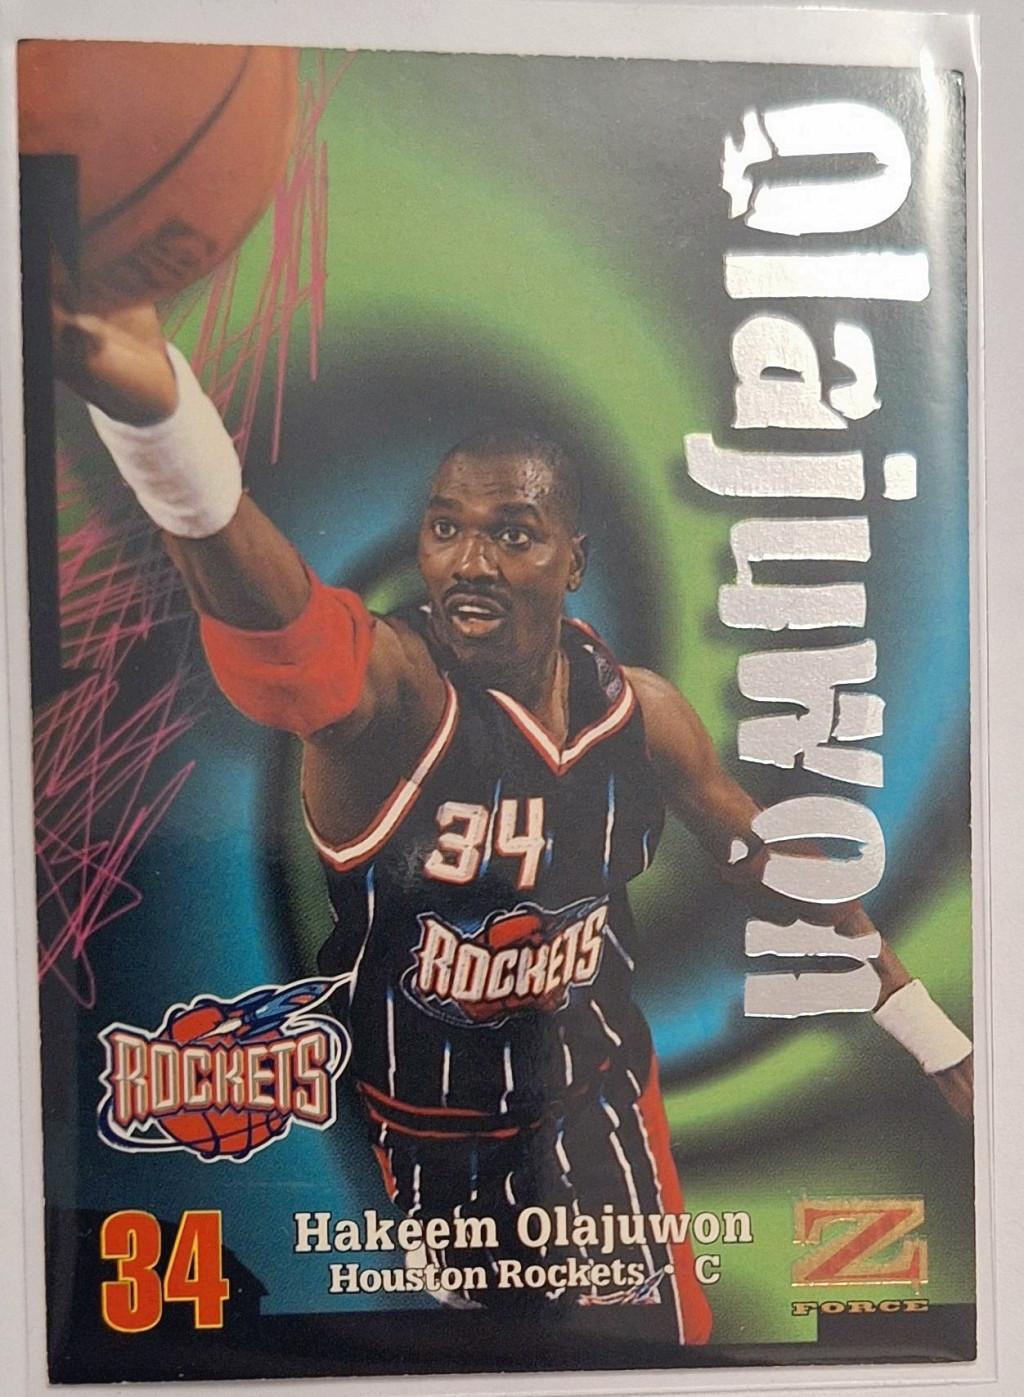 Olajuwon
34
ROCKETS
ROCKETS
34
Hakeem Olajuwon
Houston Rockets · C
Z
FORCE